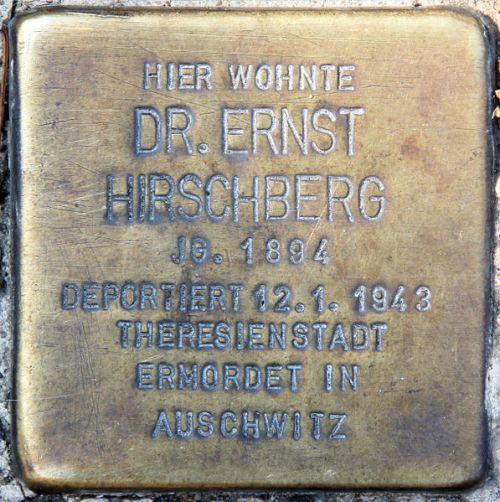 HIER WOHNTE
DR. ERNST
HIRSCHBERG
JG. 1894
DEPORTIERT 12.1.1943
THERESIENSTADT
ERMORDET IN
AUSCHWITZ